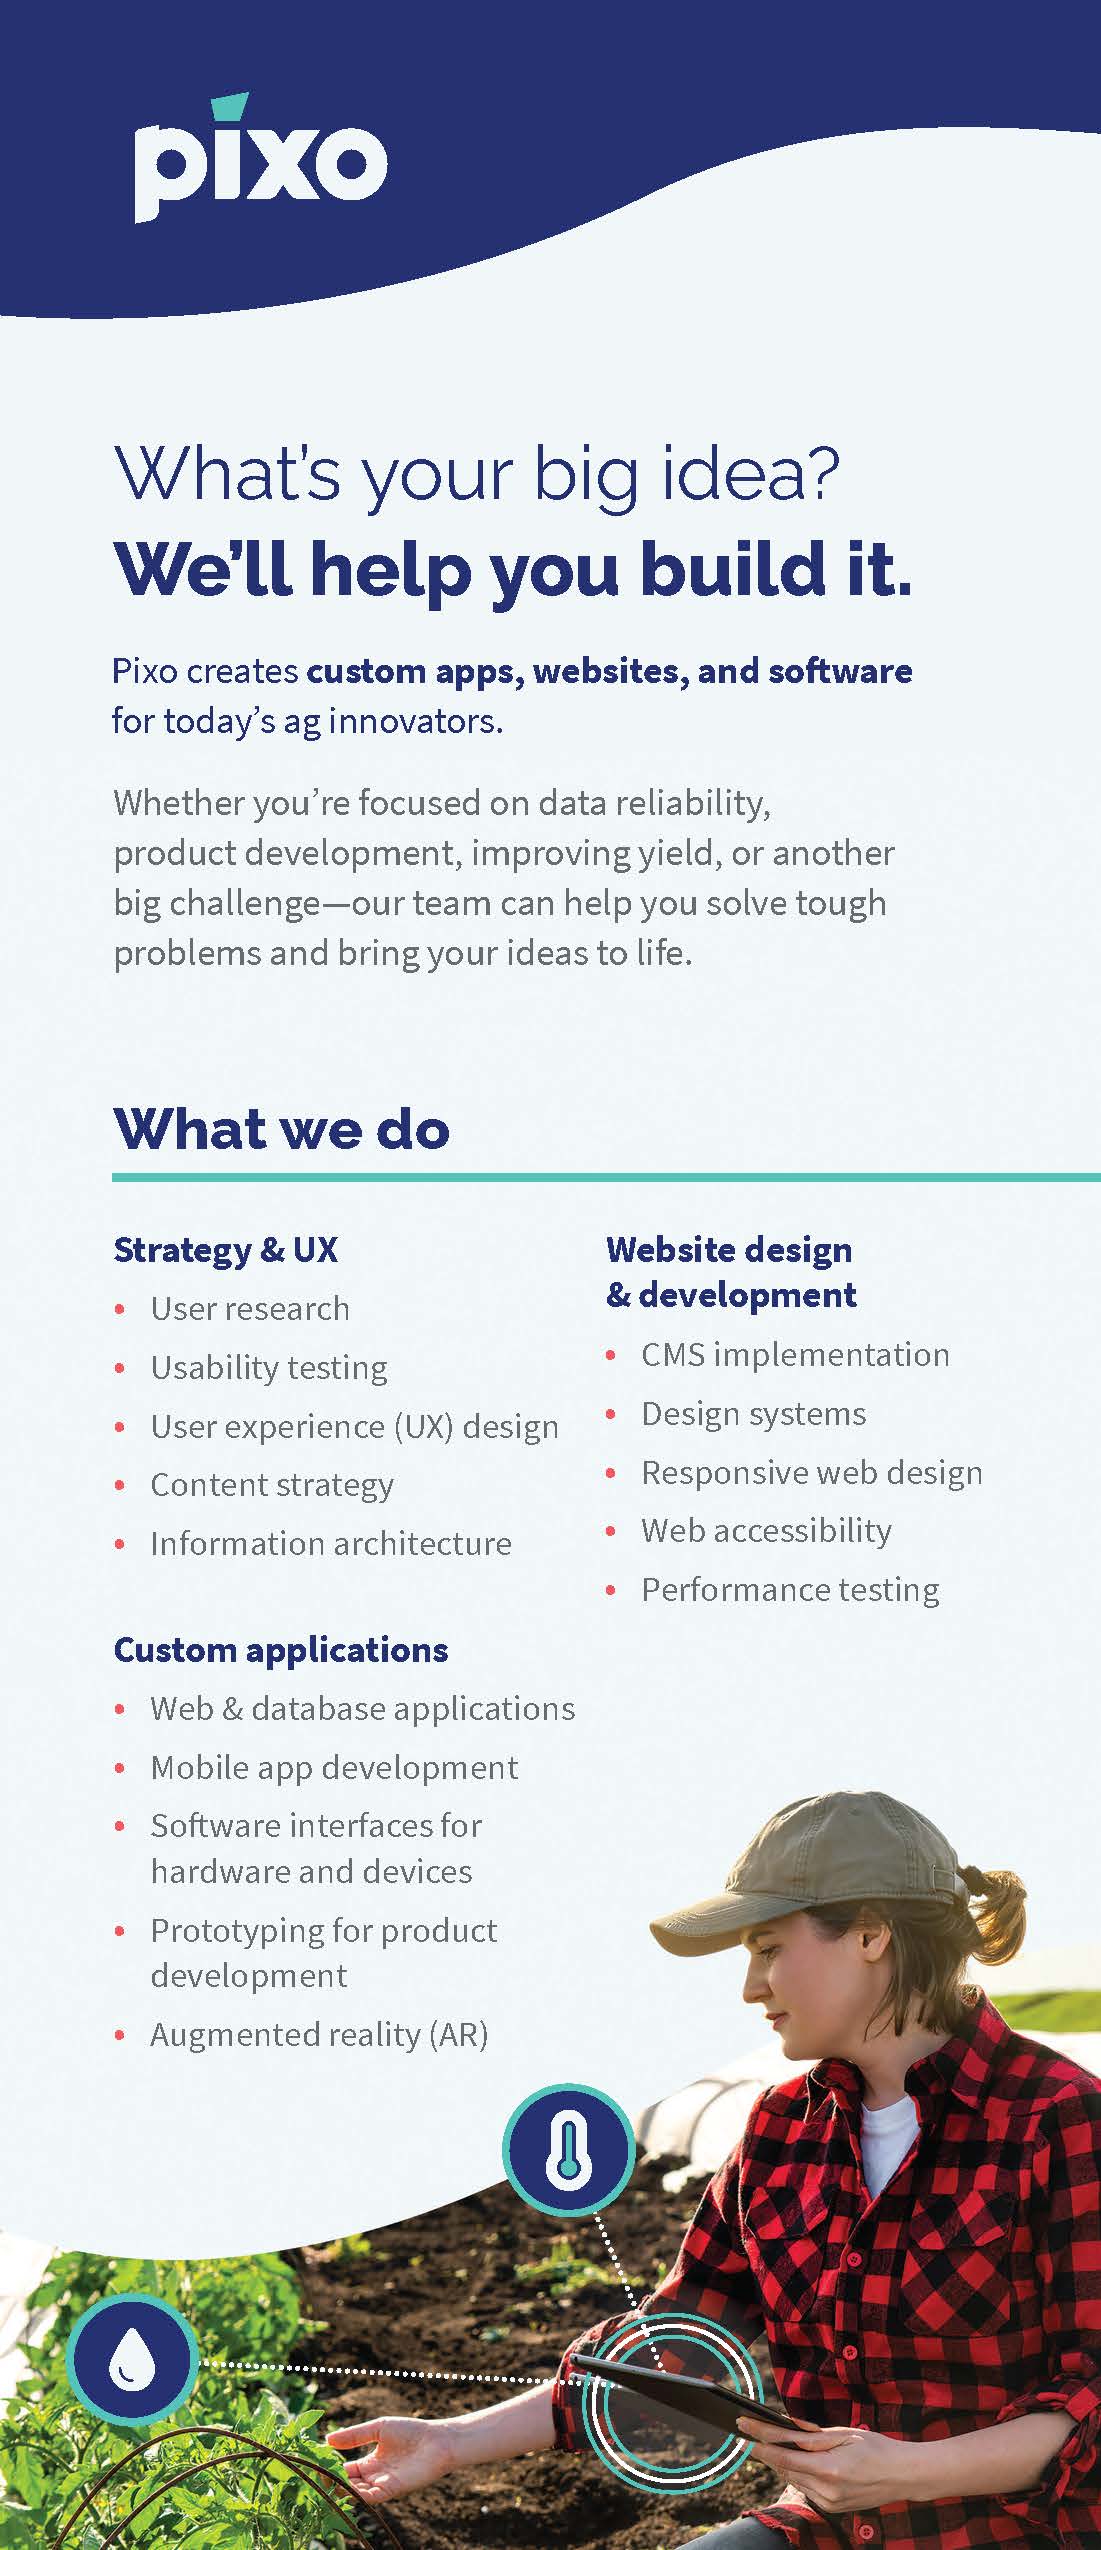 pixo
What's your big idea?
We'll help you build it.
Pixo creates custom apps, websites, and software
for today's ag innovators.
Whether you're focused on data reliability,
product development, improving yield, or another
big challenge—our team can help you solve tough
problems and bring your ideas to life.
What we do
Strategy & UX
• User research
• Usability testing
• User experience (UX) design
• Content strategy
• Information architecture
Custom applications
• Web & database applications
• Mobile app development
• Software interfaces for
hardware and devices
• Prototyping for product
development
• Augmented reality (AR)
Website design
& development
• CMS implementation
• Design systems
• Responsive web design
• Web accessibility
• Performance testing